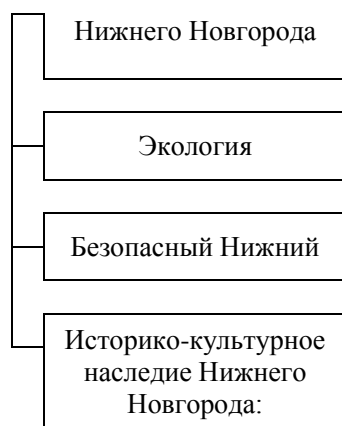 Нижнего Новгорода
Экология
Безопасный Нижний
Историко-культурное
наследие Нижнего
Новгорода: